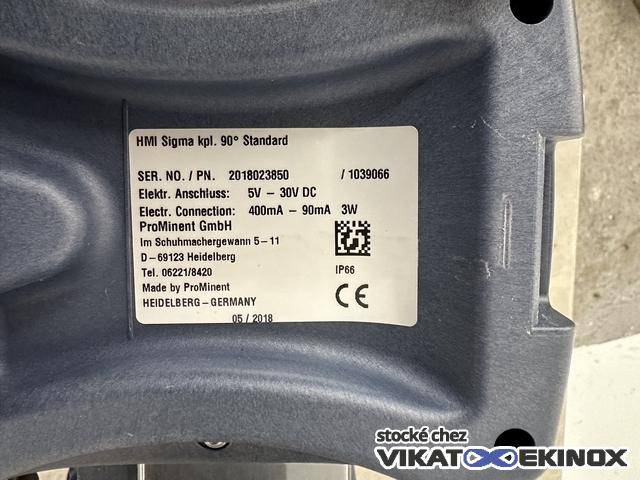 HMI Sigma kpl. 90° Standard
SER. NO. / PN. 2018023850 / 1039066
Elektr. Anschluss: 5V – 30V DC
Electr. Connection: 400mA – 90mA 3W
ProMinent GmbH
Im Schuhmachergewann 5-11
D-69123 Heidelberg
Tel. 06221/8420
IP66
Made by ProMinent
CE
HEIDELBERG-GERMANY
05 / 2018
stocké chez
VIKATEKINOX